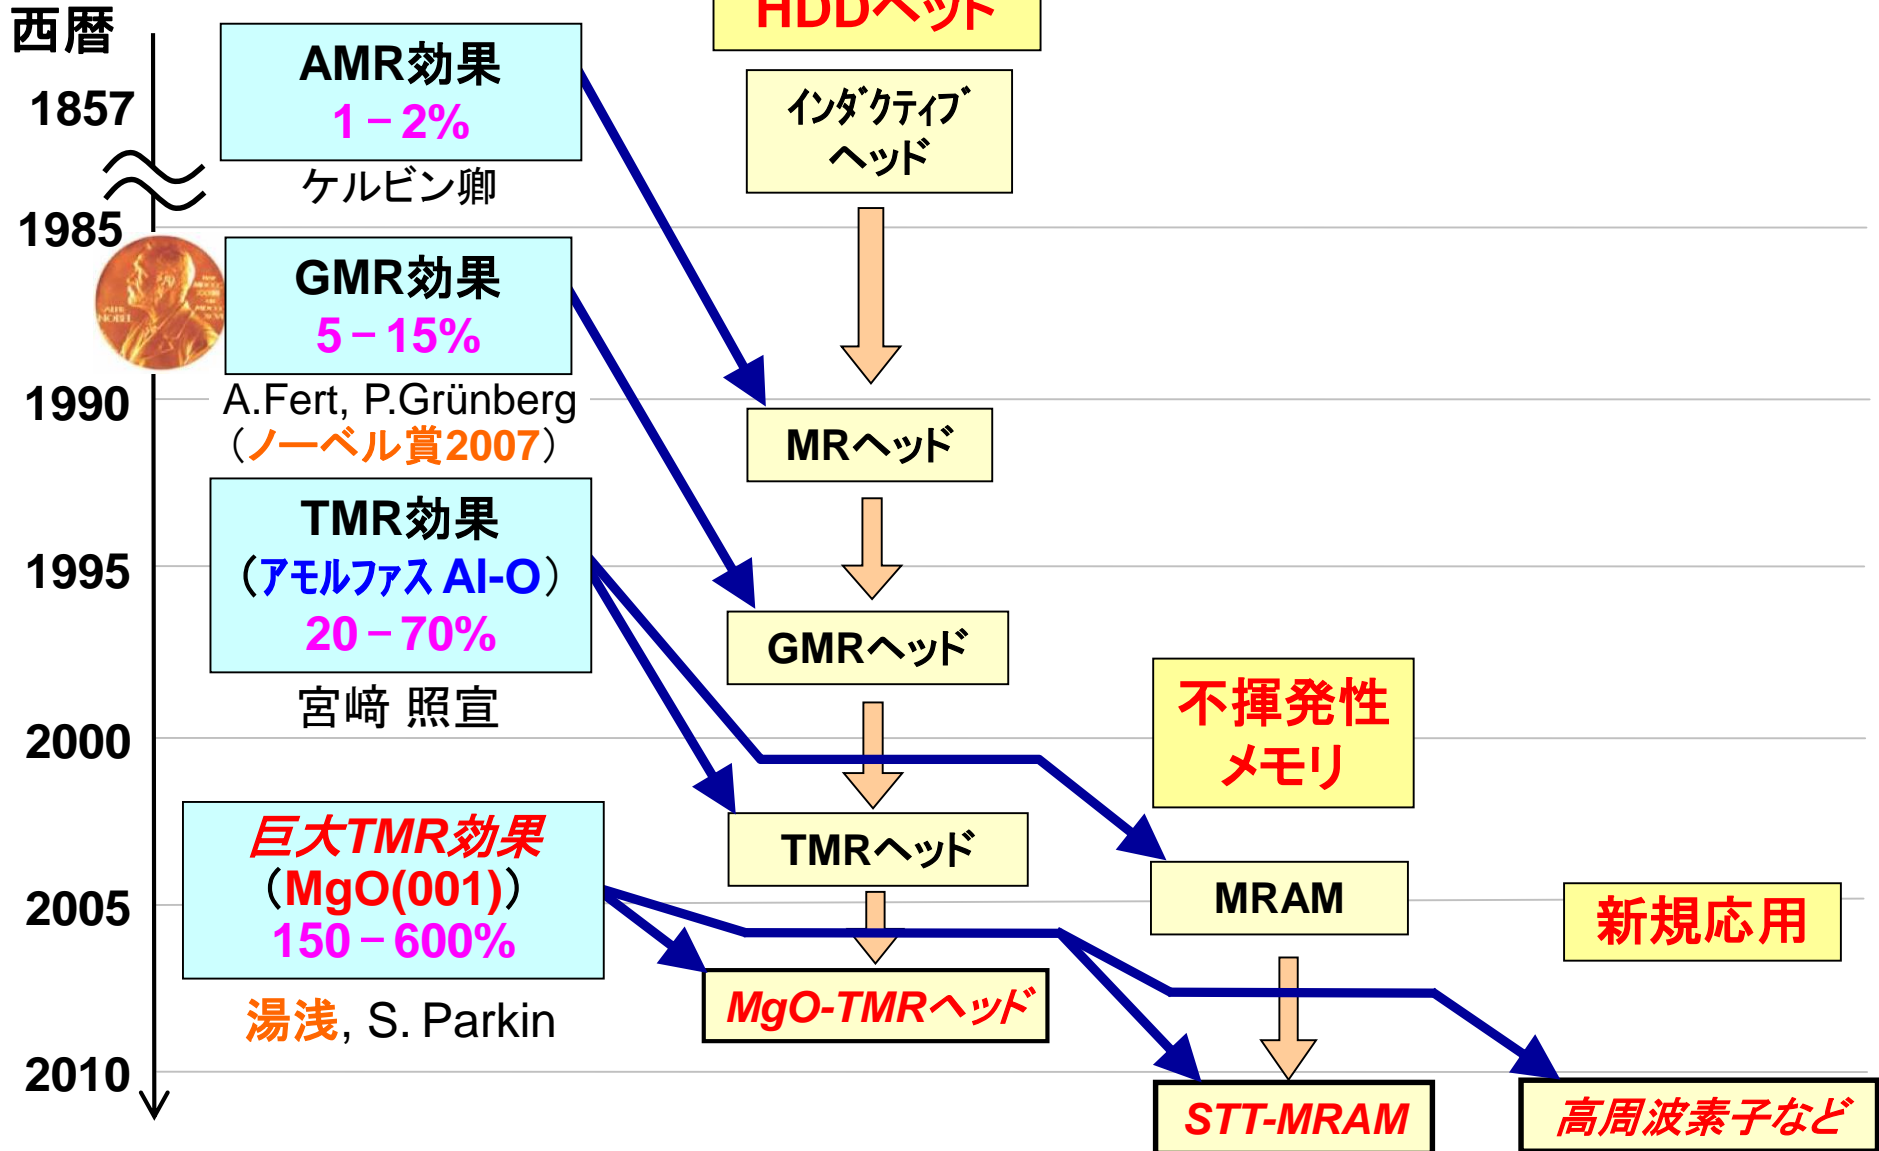 西暦
HDDヘッド
1857
AMR効果
1－2%
ケルビン卿
インダクティブ
ヘッド
1985
GMR効果
5－15%
A.Fert, P.Grünberg
（ノーベル賞2007）
1990
MRヘッド
TMR効果
（アモルファス Al-O）
20－70%
宮﨑 照宣
1995
GMRヘッド
不揮発性
メモリ
2000
巨大TMR効果
（MgO(001)）
150－600%
湯浅, S. Parkin
TMRヘッド
MRAM
新規応用
2005
MgO-TMRヘッド
2010
STT-MRAM
高周波素子など